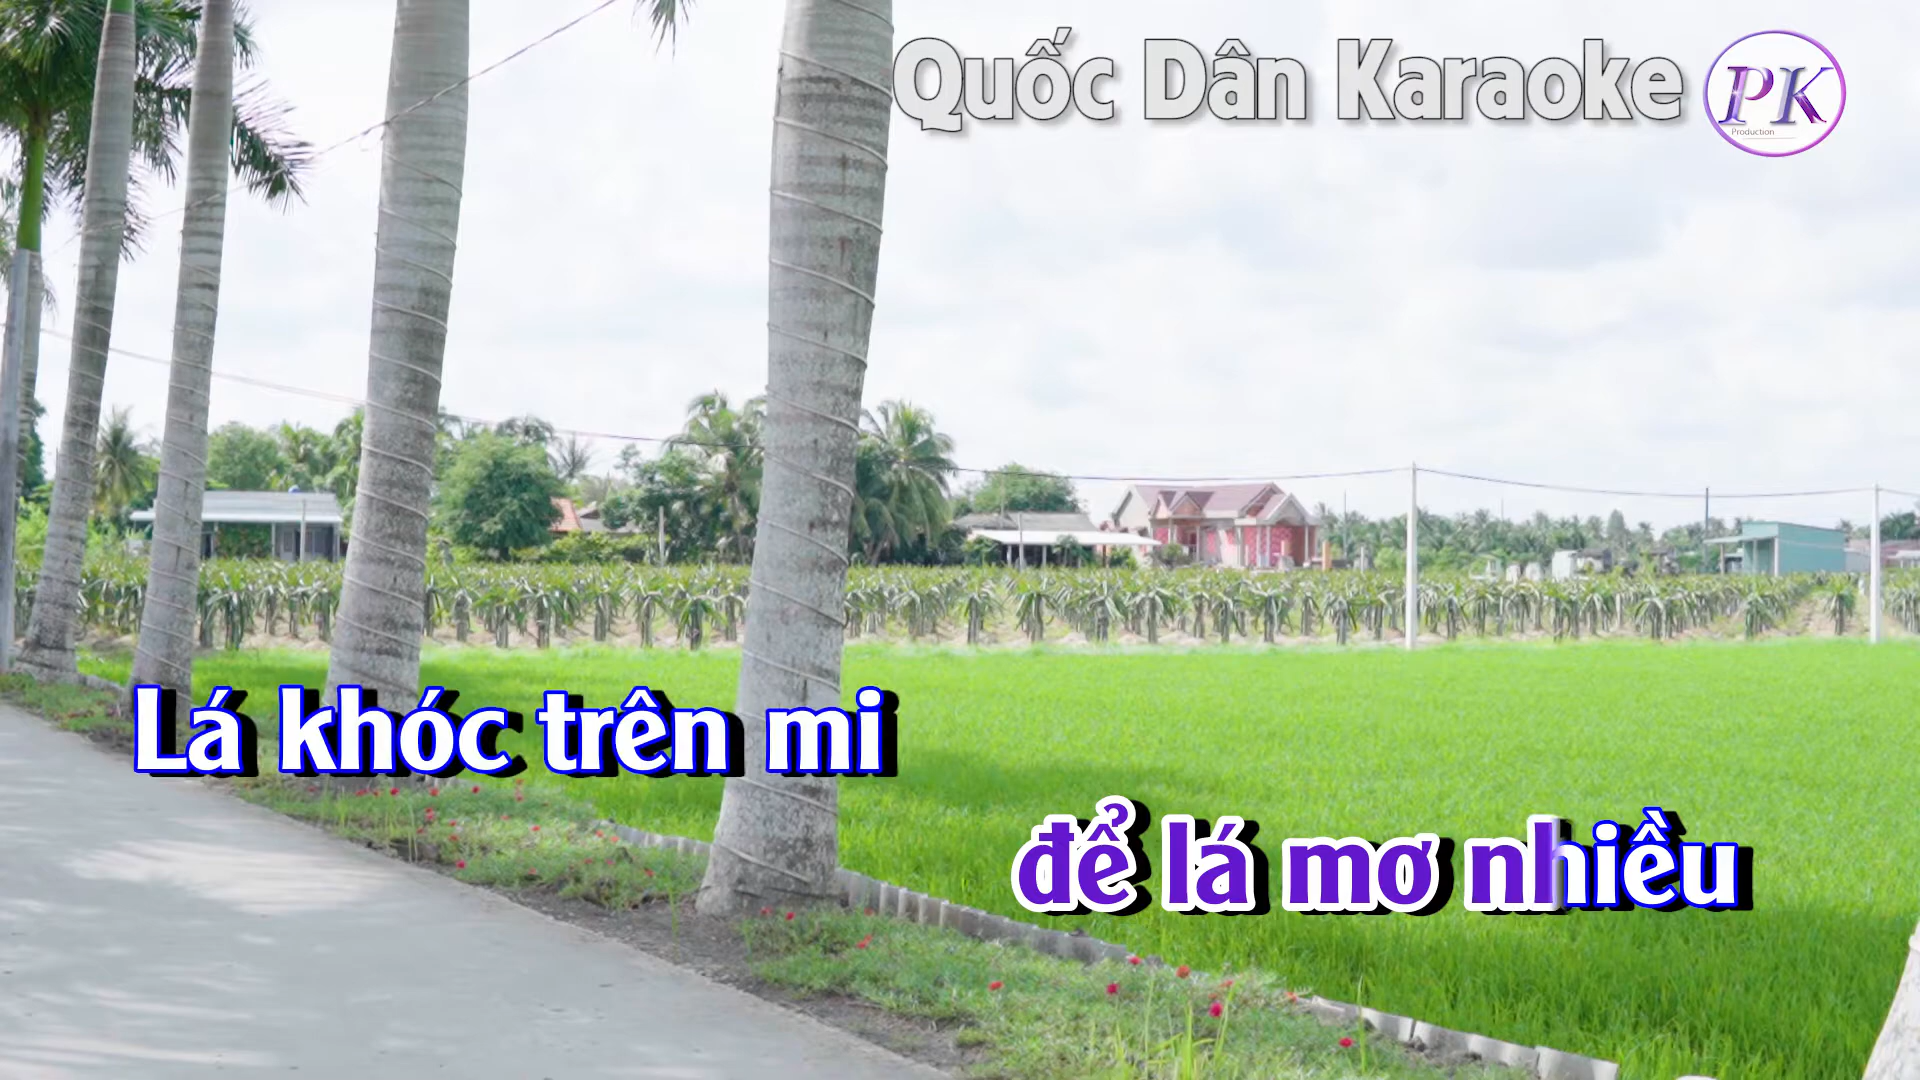 Quốc Dân Karaoke
PK
Production
Lá khóc trên mi
để lá mơ nhiều